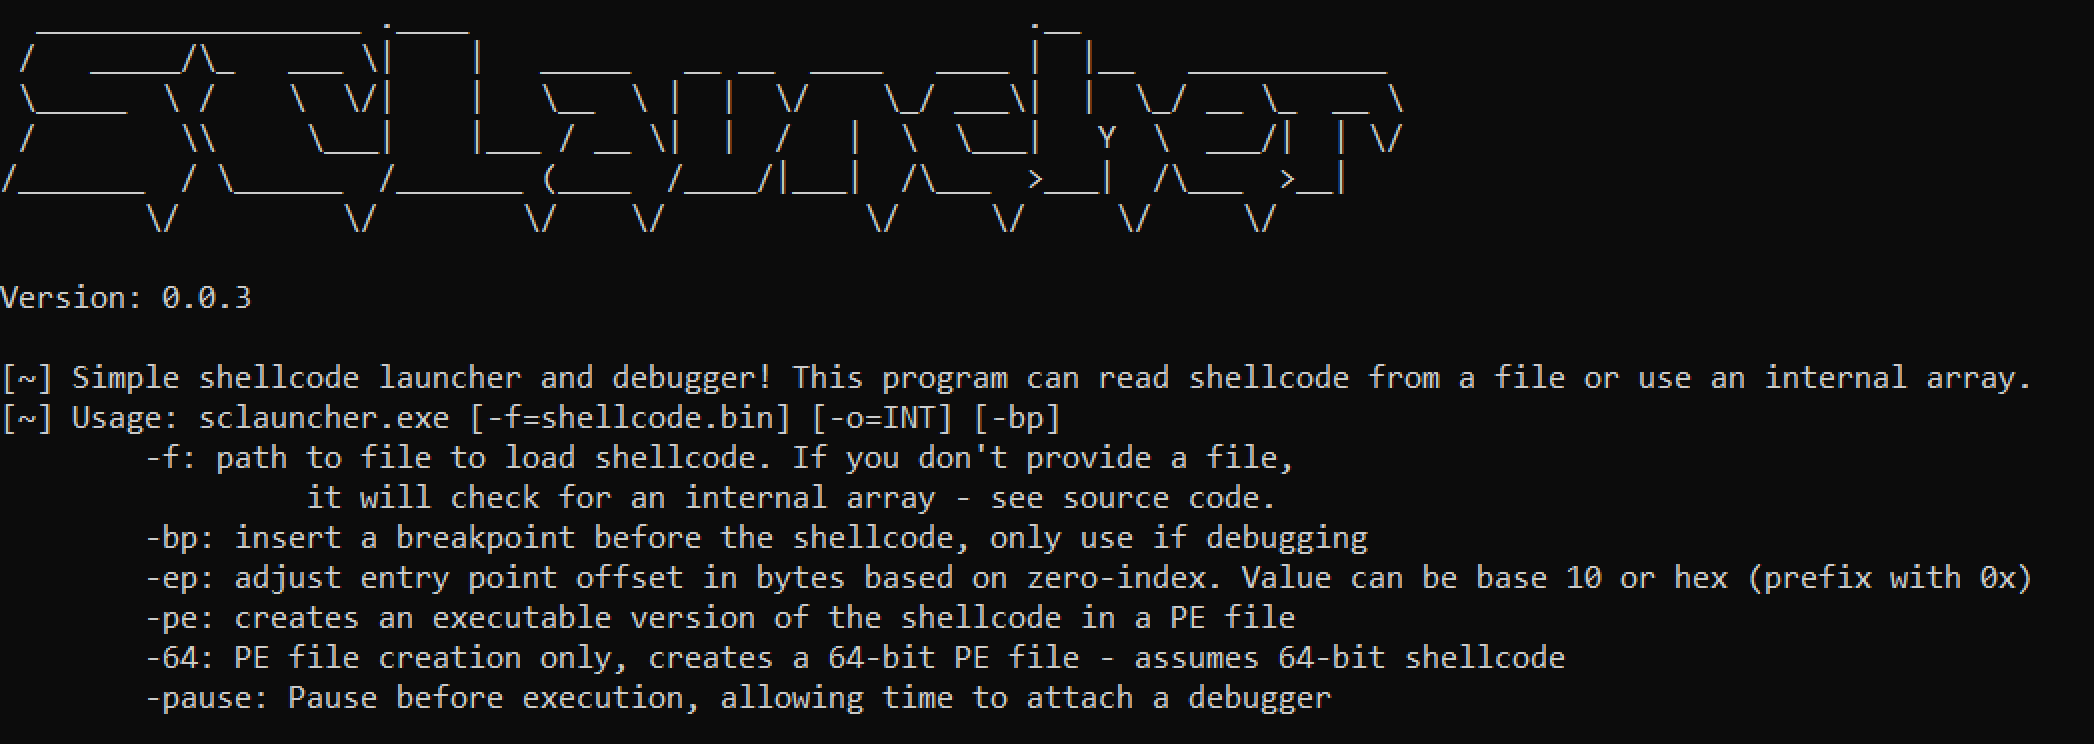 SCLauncher
Version: 0.0.3
[~] Simple shellcode launcher and debugger! This program can read shellcode from a file or use an internal array.
[~] Usage: sclauncher.exe [-f=shellcode.bin] [-o=INT] [-bp]
-f: path to file to load shellcode. If you don't provide a file,
it will check for an internal array - see source code.
-bp: insert a breakpoint before the shellcode, only use if debugging
-ep: adjust entry point offset in bytes based on zero-index. Value can be base 10 or hex (prefix with 0x)
-pe: creates an executable version of the shellcode in a PE file
-64: PE file creation only, creates a 64-bit PE file - assumes 64-bit shellcode
-pause: Pause before execution, allowing time to attach a debugger